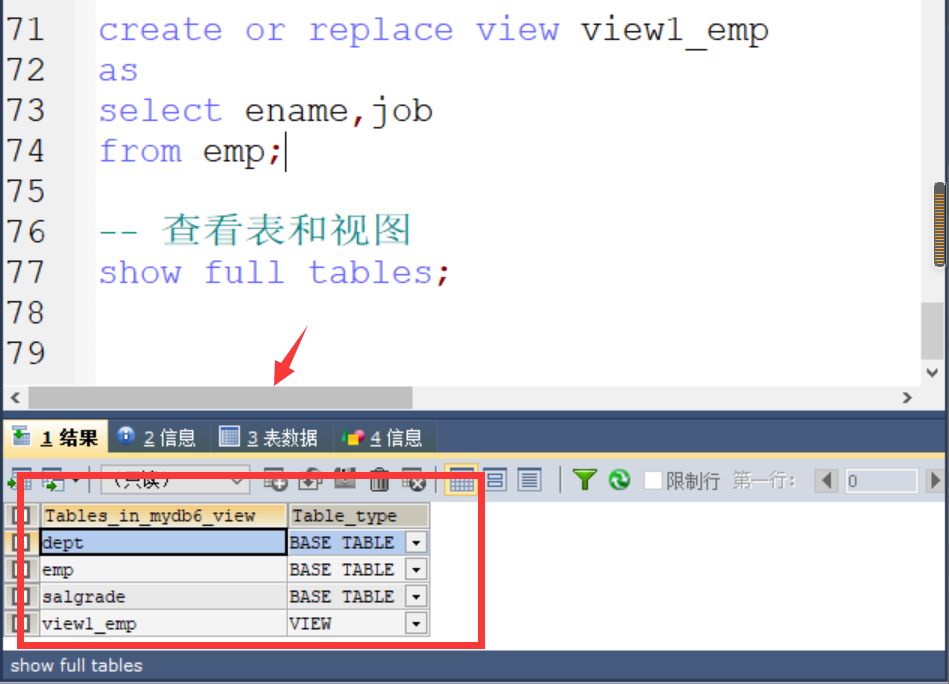 71 create or replace view view1_emp
72 as
73 select ename,job
74 from emp;
75
76 -- 查看表和视图
77 show full tables;
78
79
1 结果 2 信息 3 表数据 4 信息
(只读) 限制行 第一行: 0
Tables_in_mydb6_view Table_type
dept BASE TABLE
emp BASE TABLE
salgrade BASE TABLE
view1_emp VIEW
show full tables